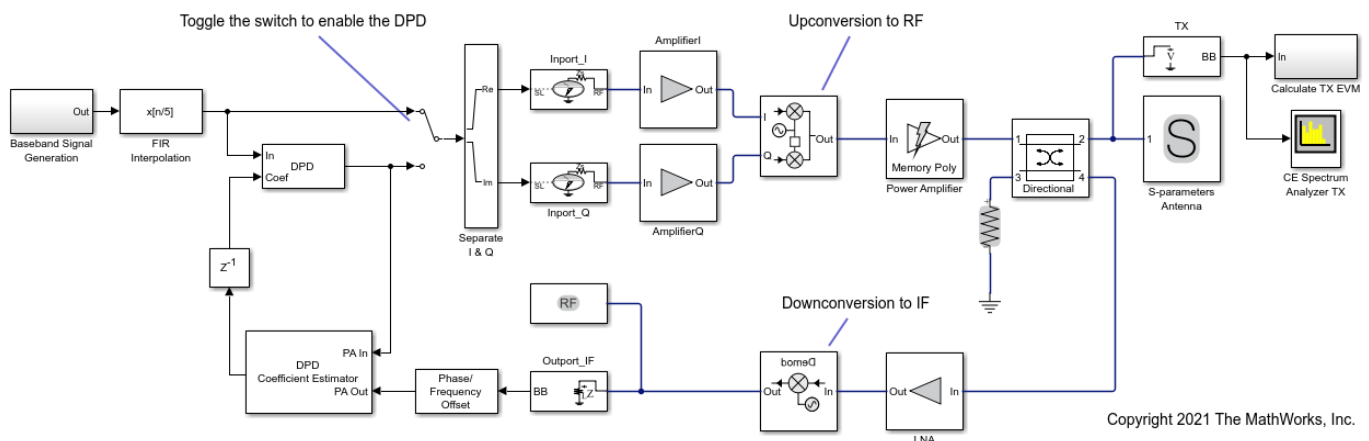 Toggle the switch to enable the DPD
Upconversion to RF
TX
BB
In
Calculate TX EVM
Out
Baseband Signal
Generation
x[n/5]
FIR
Interpolation
In
Coef
DPD
Re
Im
Separate
I & Q
Inport_I
SL
RF
AmplifierI
In
Out
Inport_Q
SL
RF
In
Out
AmplifierQ
I
Q
Out
In
Out
Memory Poly
Power Amplifier
1
2
3
4
Directional
1
S
S-parameters
Antenna
CE Spectrum
Analyzer TX
Z-1
RF
Downconversion to IF
DPD
Coefficient Estimator
PA In
PA Out
Phase/
Frequency
Offset
Outport_IF
BB
Demod
Out
In
Out
In
LNA
Copyright 2021 The MathWorks, Inc.